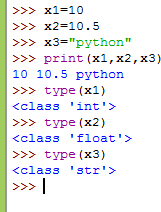 >>> x1=10
>>> x2=10.5
>>> x3="python"
>>> print(x1,x2,x3)
10 10.5 python
>>> type(x1)
<class 'int'>
>>> type(x2)
<class 'float'>
>>> type(x3)
<class 'str'>
>>>